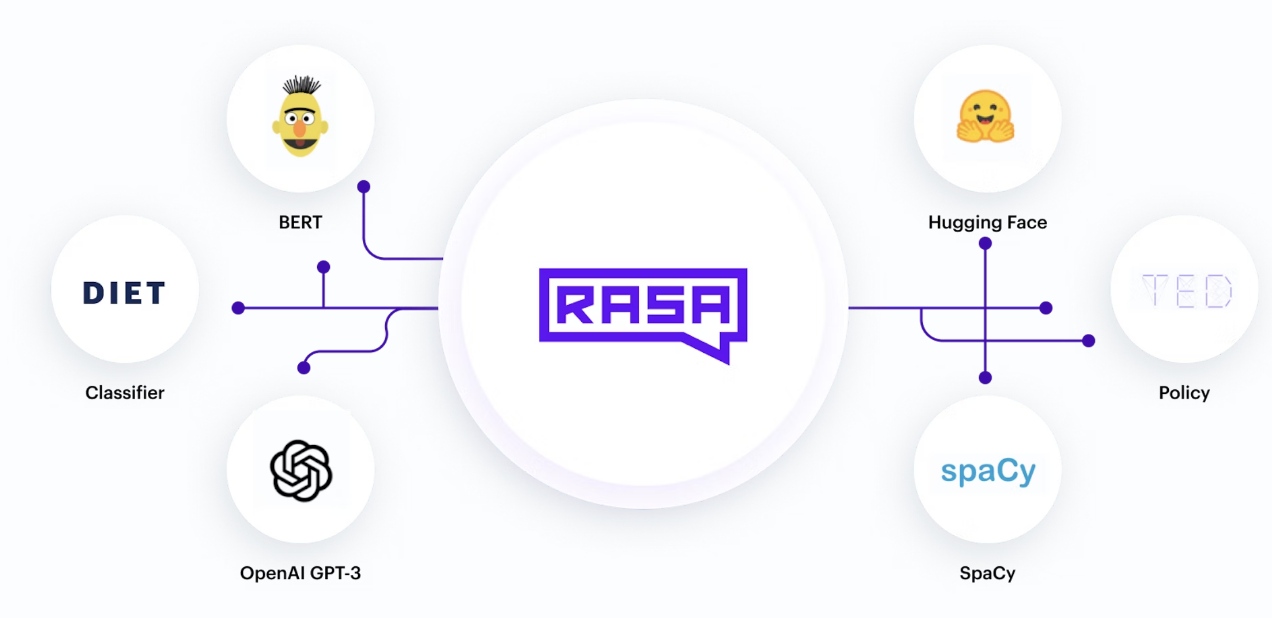 BERT
Hugging Face
DIET
Classifier
RASA
TED
Policy
OpenAI GPT-3
spaCy
SpaCy